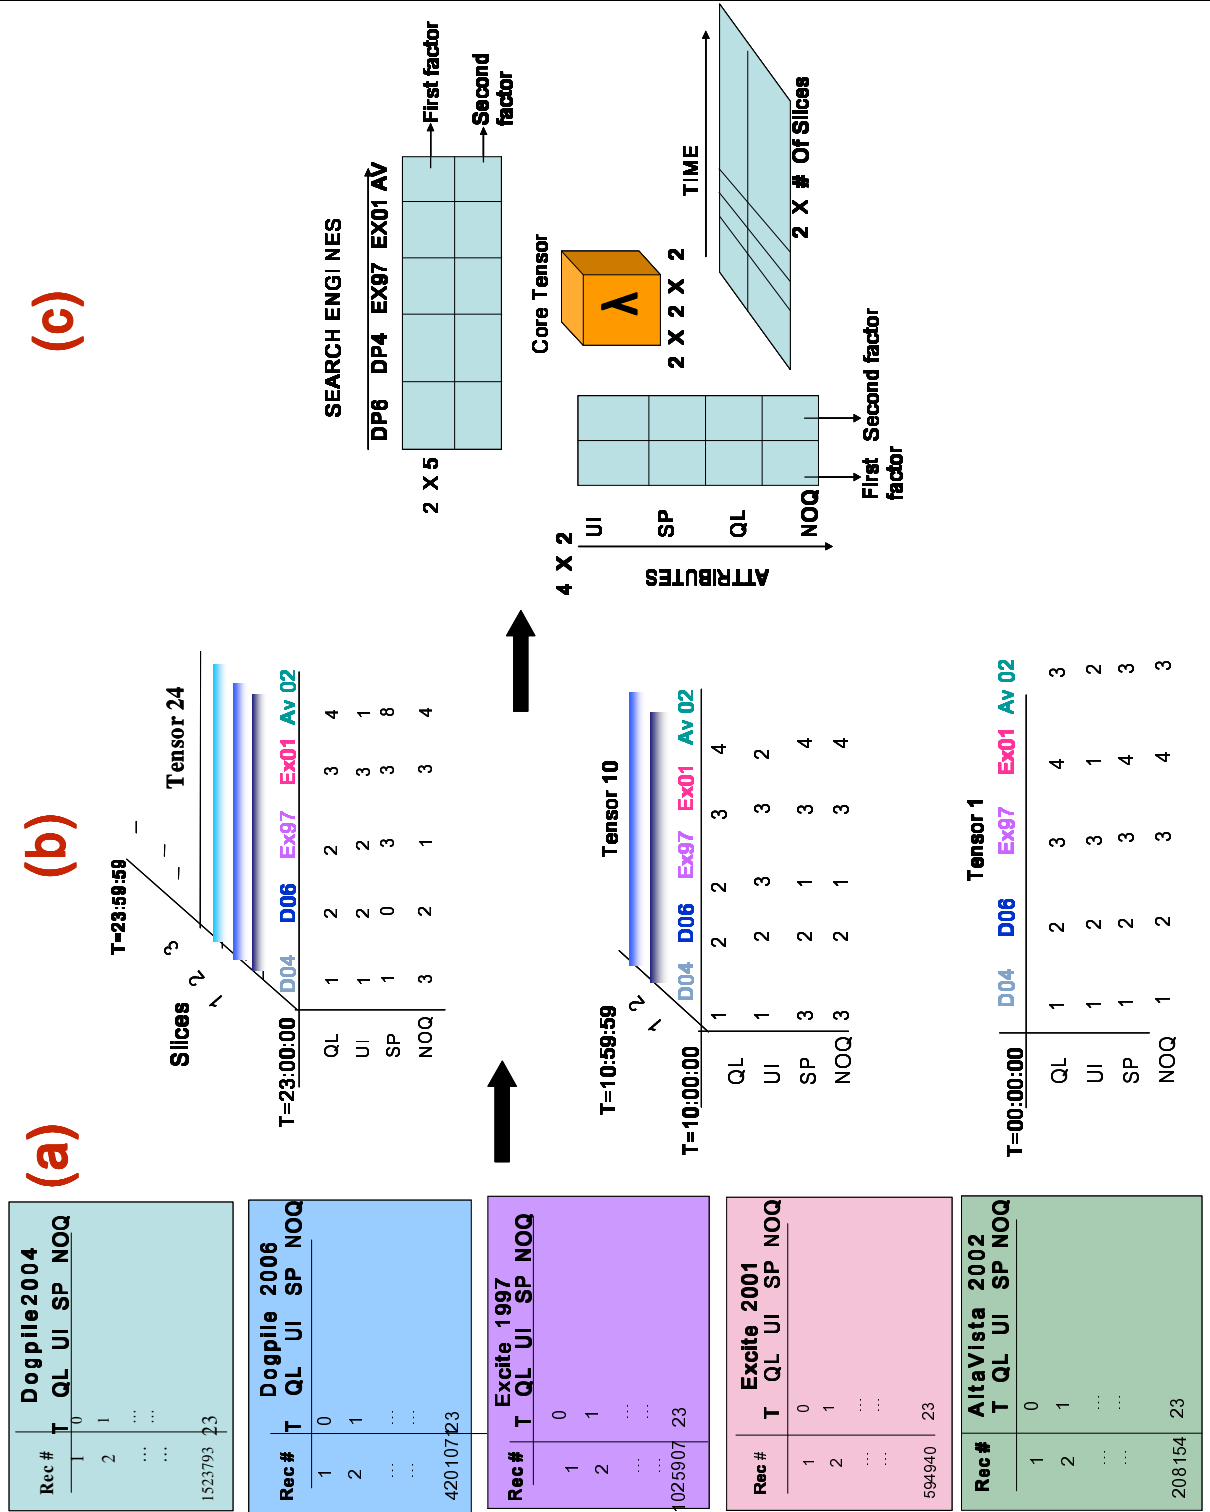 (a)
Dogpile2004
Rec # T QL UI SP NOQ
1 0
2 1
... ...
... ...
1523793 23
Dogpile 2006
Rec # T QL UI SP NOQ
1 0
2 1
... ...
... ...
4201071 23
Excite 1997
T QL UI SP NOQ
1 0
2 1
... ...
... ...
1025907 23
Excite 2001
Rec # T QL UI SP NOQ
1 0
2 1
... ...
... ...
594940 23
AltaVista 2002
Rec # T QL UI SP NOQ
1 0
2 1
... ...
... ...
208154 23
(b)
T=23:59:59
Tensor 24
Slices 1 2 3
T=23:00:00 D04 D06 Ex97 Ex01 Av 02
QL 1 2 2 3 4
UI 1 2 2 3 1
SP 1 0 3 3 8
NOQ 3 2 1 3 4
T=10:59:59
Tensor 10
1 2
T=10:00:00 D04 D06 Ex97 Ex01 Av 02
QL 1 2 2 3 4
UI 1 2 3 3 2
SP 3 2 1 3 4
NOQ 3 2 1 3 4
Tensor 1
T=00:00:00 D04 D06 Ex97 Ex01 Av 02
QL 1 2 3 4 3
UI 1 2 3 1 2
SP 1 2 3 4 3
NOQ 1 2 3 4 3
(c)
SEARCH ENGINES
DP6 DP4 EX97 EX01 AV
2 X 5
First factor
Second
factor
Core Tensor
λ
2 X 2 X 2
4 X 2
ATTRIBUTES
UI
SP
QL
NOQ
First
factor
Second factor
TIME
2 X # Of Slices